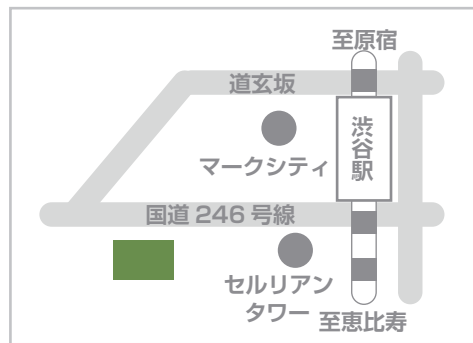 至原宿
道玄坂
渋谷駅
マークシティ
国道 246 号線
セルリアン
タワー
至恵比寿